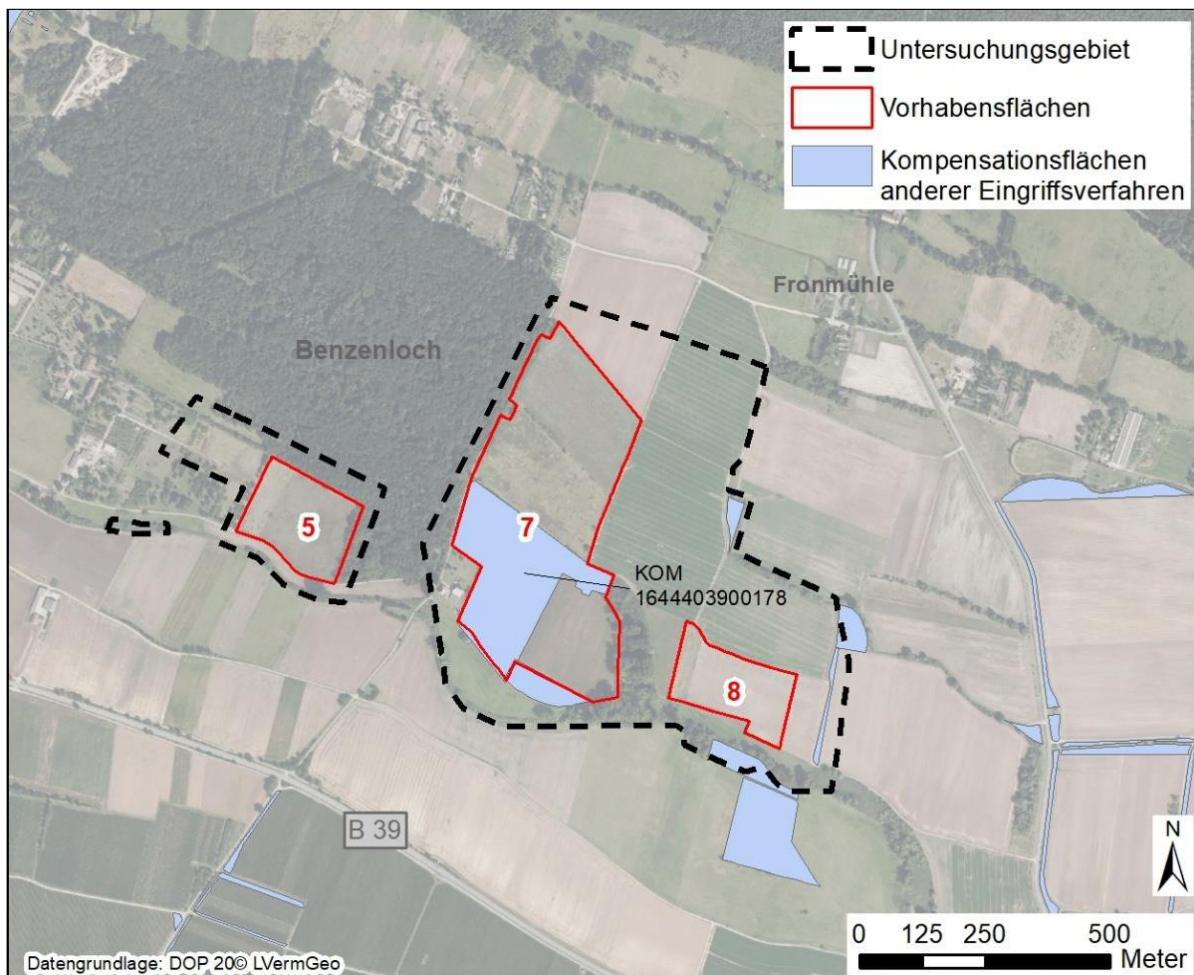 Untersuchungsgebiet
Vorhabensflächen
Kompensationsflächen
anderer Eingriffsverfahren
Fronmühle
Benzenloch
5
7
KOM
1644403900178
8
B 39
N
0 125 250 500
Meter
Datengrundlage: DOP 20© LVermGeo